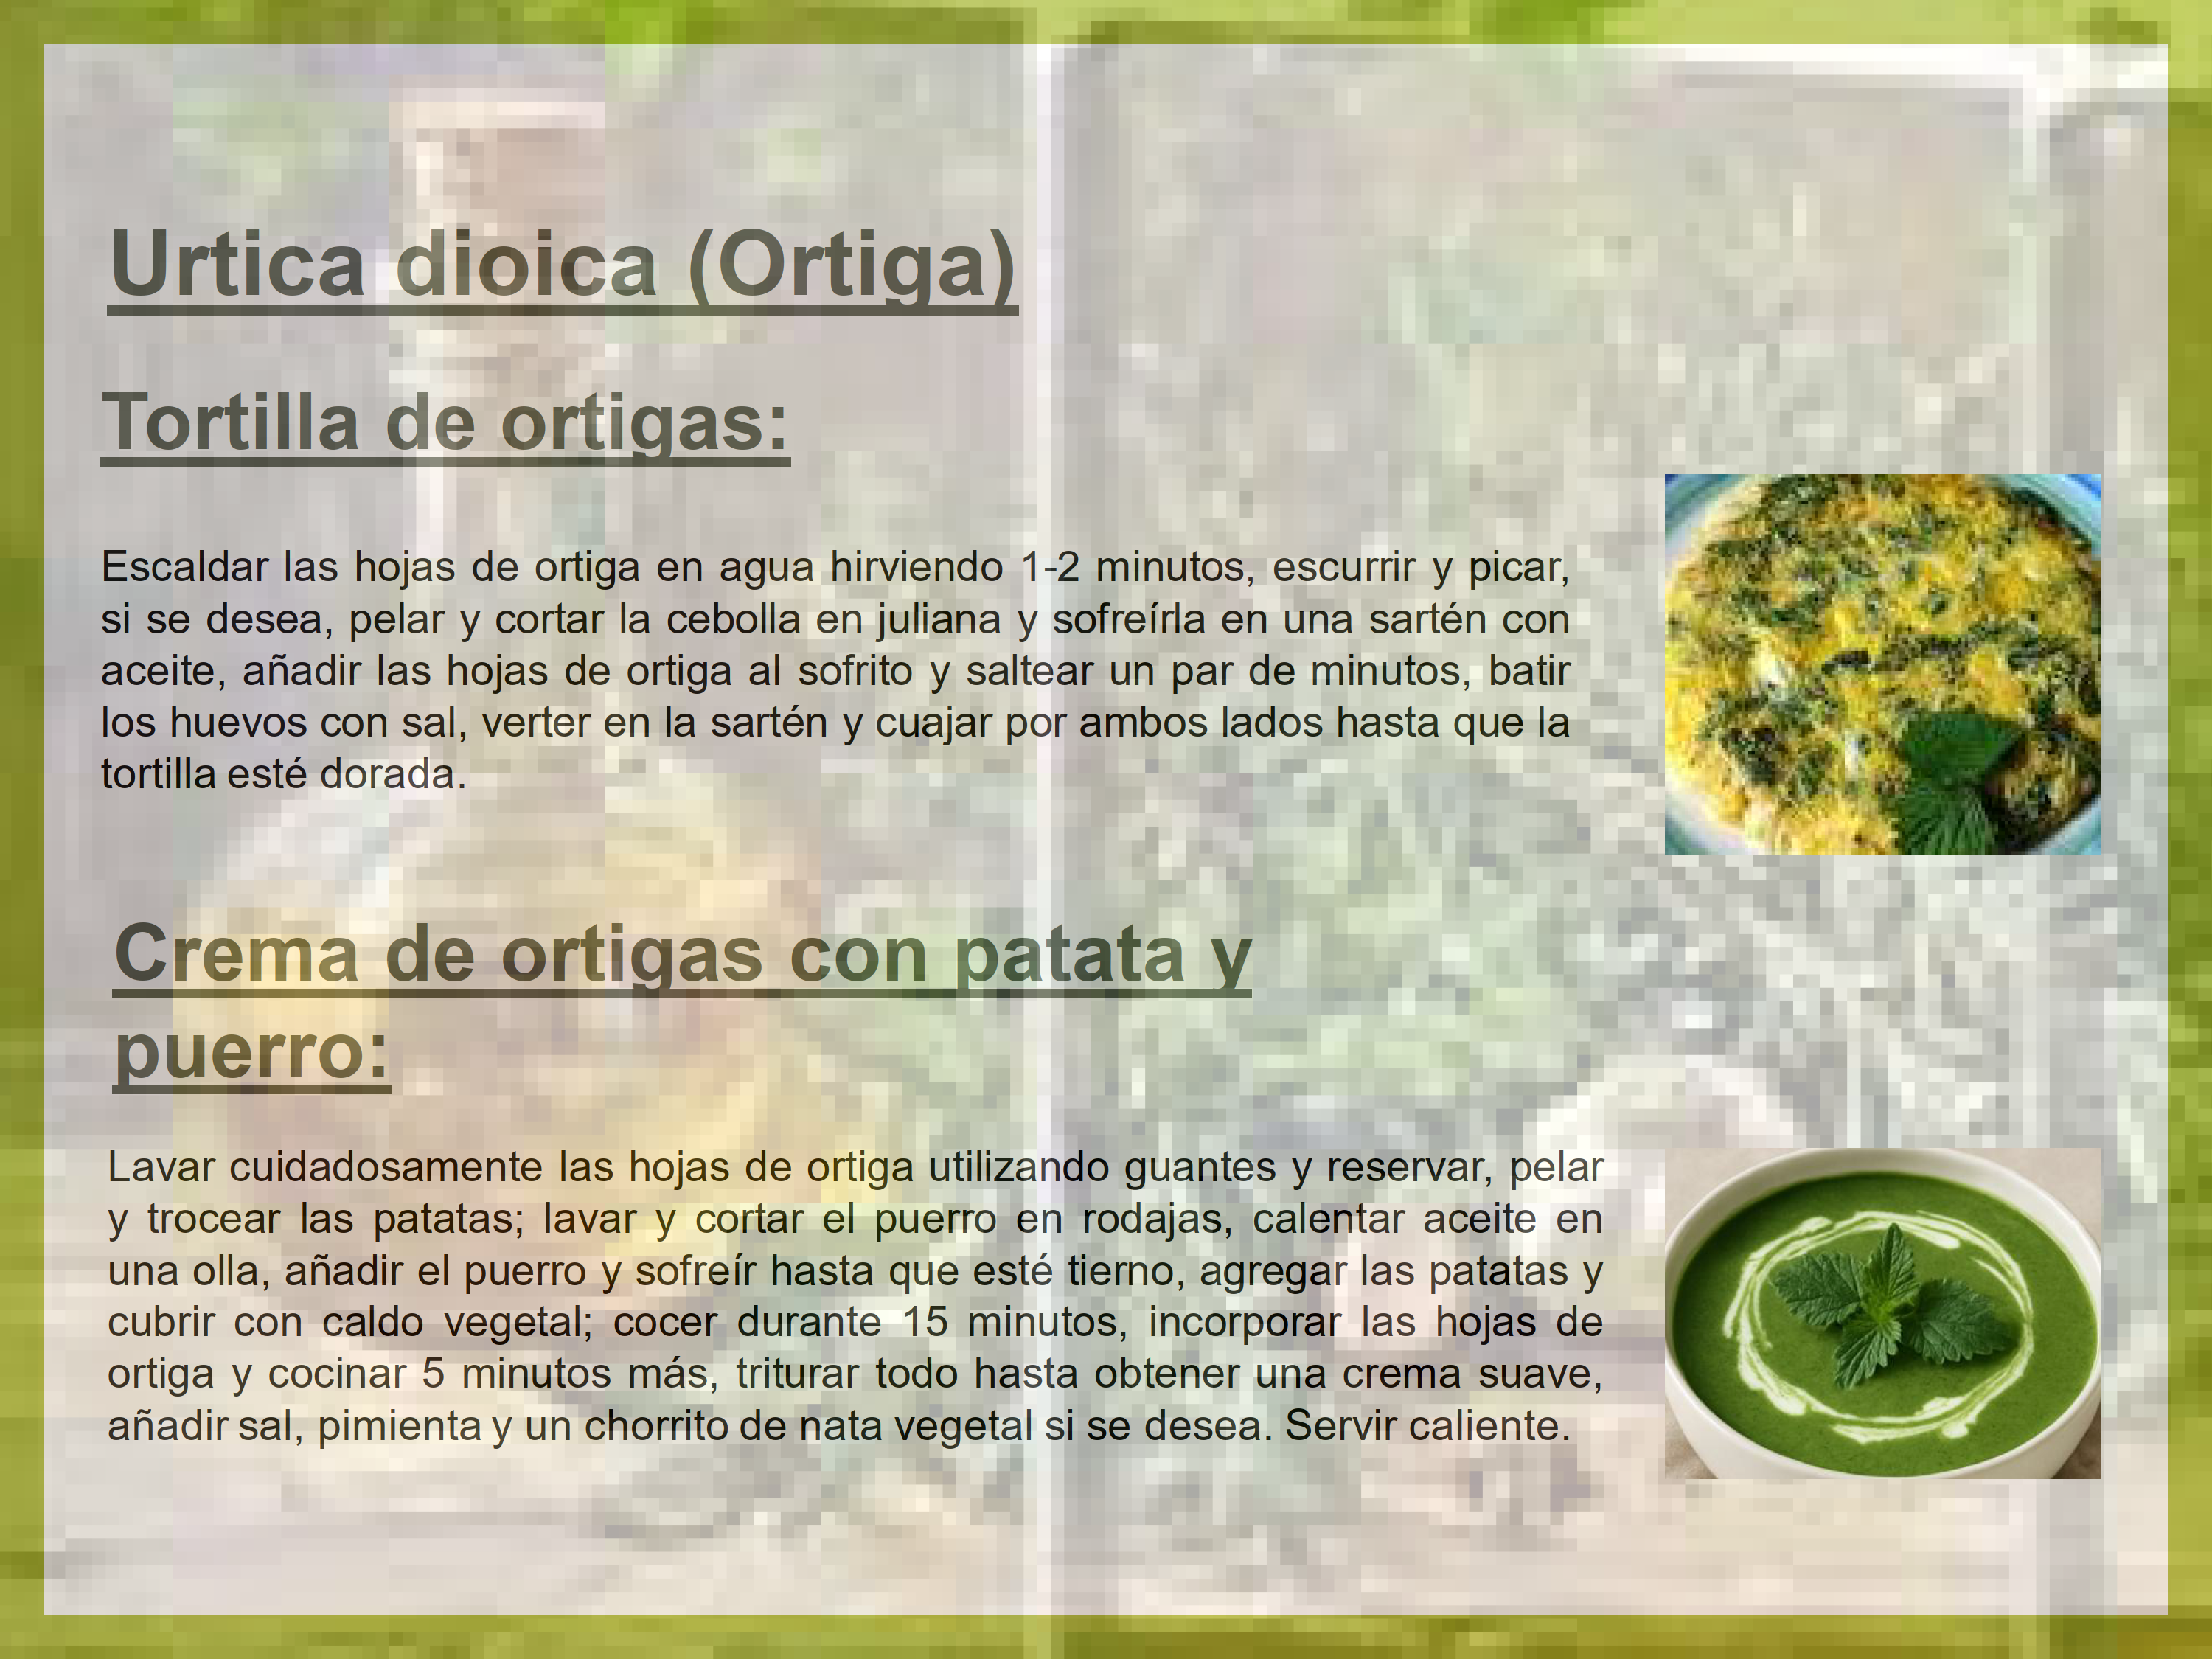 Urtica dioica (Ortiga)
Tortilla de ortigas:
Escaldar las hojas de ortiga en agua hirviendo 1-2 minutos, escurrir y picar,
si se desea, pelar y cortar la cebolla en juliana y sofreírla en una sartén con
aceite, añadir las hojas de ortiga al sofrito y saltear un par de minutos, batir
los huevos con sal, verter en la sartén y cuajar por ambos lados hasta que la
tortilla esté dorada.
Crema de ortigas con patata y
puerro:
Lavar cuidadosamente las hojas de ortiga utilizando guantes y reservar, pelar
y trocear las patatas; lavar y cortar el puerro en rodajas, calentar aceite en
una olla, añadir el puerro y sofreír hasta que esté tierno, agregar las patatas y
cubrir con caldo vegetal; cocer durante 15 minutos, incorporar las hojas de
ortiga y cocinar 5 minutos más, triturar todo hasta obtener una crema suave,
añadir sal, pimienta y un chorrito de nata vegetal si se desea. Servir caliente.